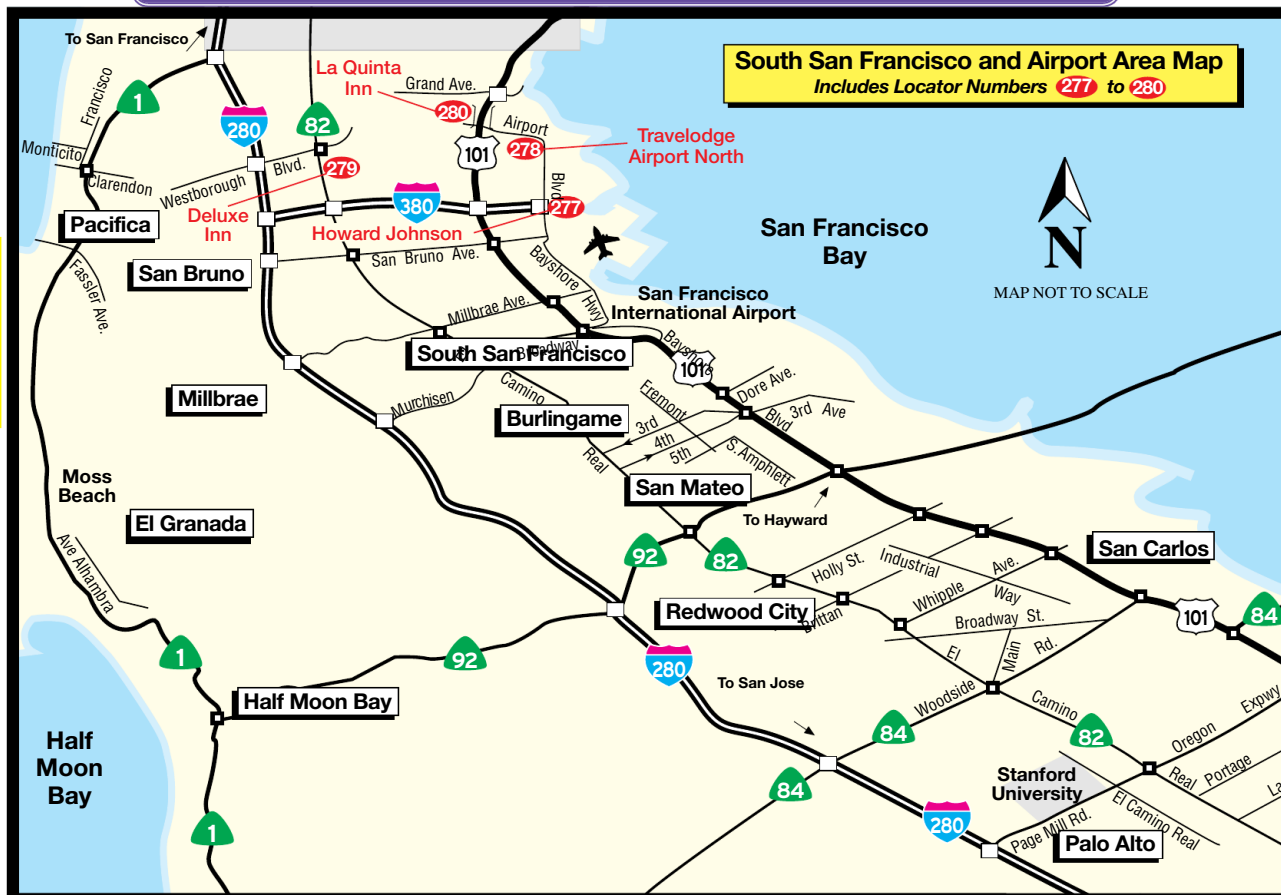 South San Francisco and Airport Area Map
Includes Locator Numbers 277 to 280
To San Francisco
La Quinta
Inn
Grand Ave.
280
Airport
Blvd
Travelodge
Airport North
278
1
Francisco
280
82
101
Monticito
Clarendon
Westborough Blvd.
279
Deluxe
Inn
380
277
Howard Johnson
Pacifica
San Francisco
Bay
N
MAP NOT TO SCALE
San Bruno
San Bruno Ave.
Bayshore Hwy
Fassler Ave.
San Francisco
International Airport
Millbrae Ave.
South San Francisco
Broadway
Bayshore
Blvd
101
Millbrae
Murchisen
Camino
Real
Burlingame
Fremont
Dore Ave.
3rd Ave
3rd
4th
5th
S. Amphlett
Moss
Beach
San Mateo
To Hayward
El Granada
Ave Alhambra
92
82
Holly St.
Industrial
Way
Whipple Ave.
San Carlos
Redwood City
Brittan
Broadway St.
101
84
1
92
280
El
Main
Rd.
To San Jose
Woodside
Camino
Half Moon Bay
84
82
Oregon Expwy
Half
Moon
Bay
Stanford
University
Real
Portage
La
84
El Camino Real
1
280
Page Mill Rd.
Palo Alto